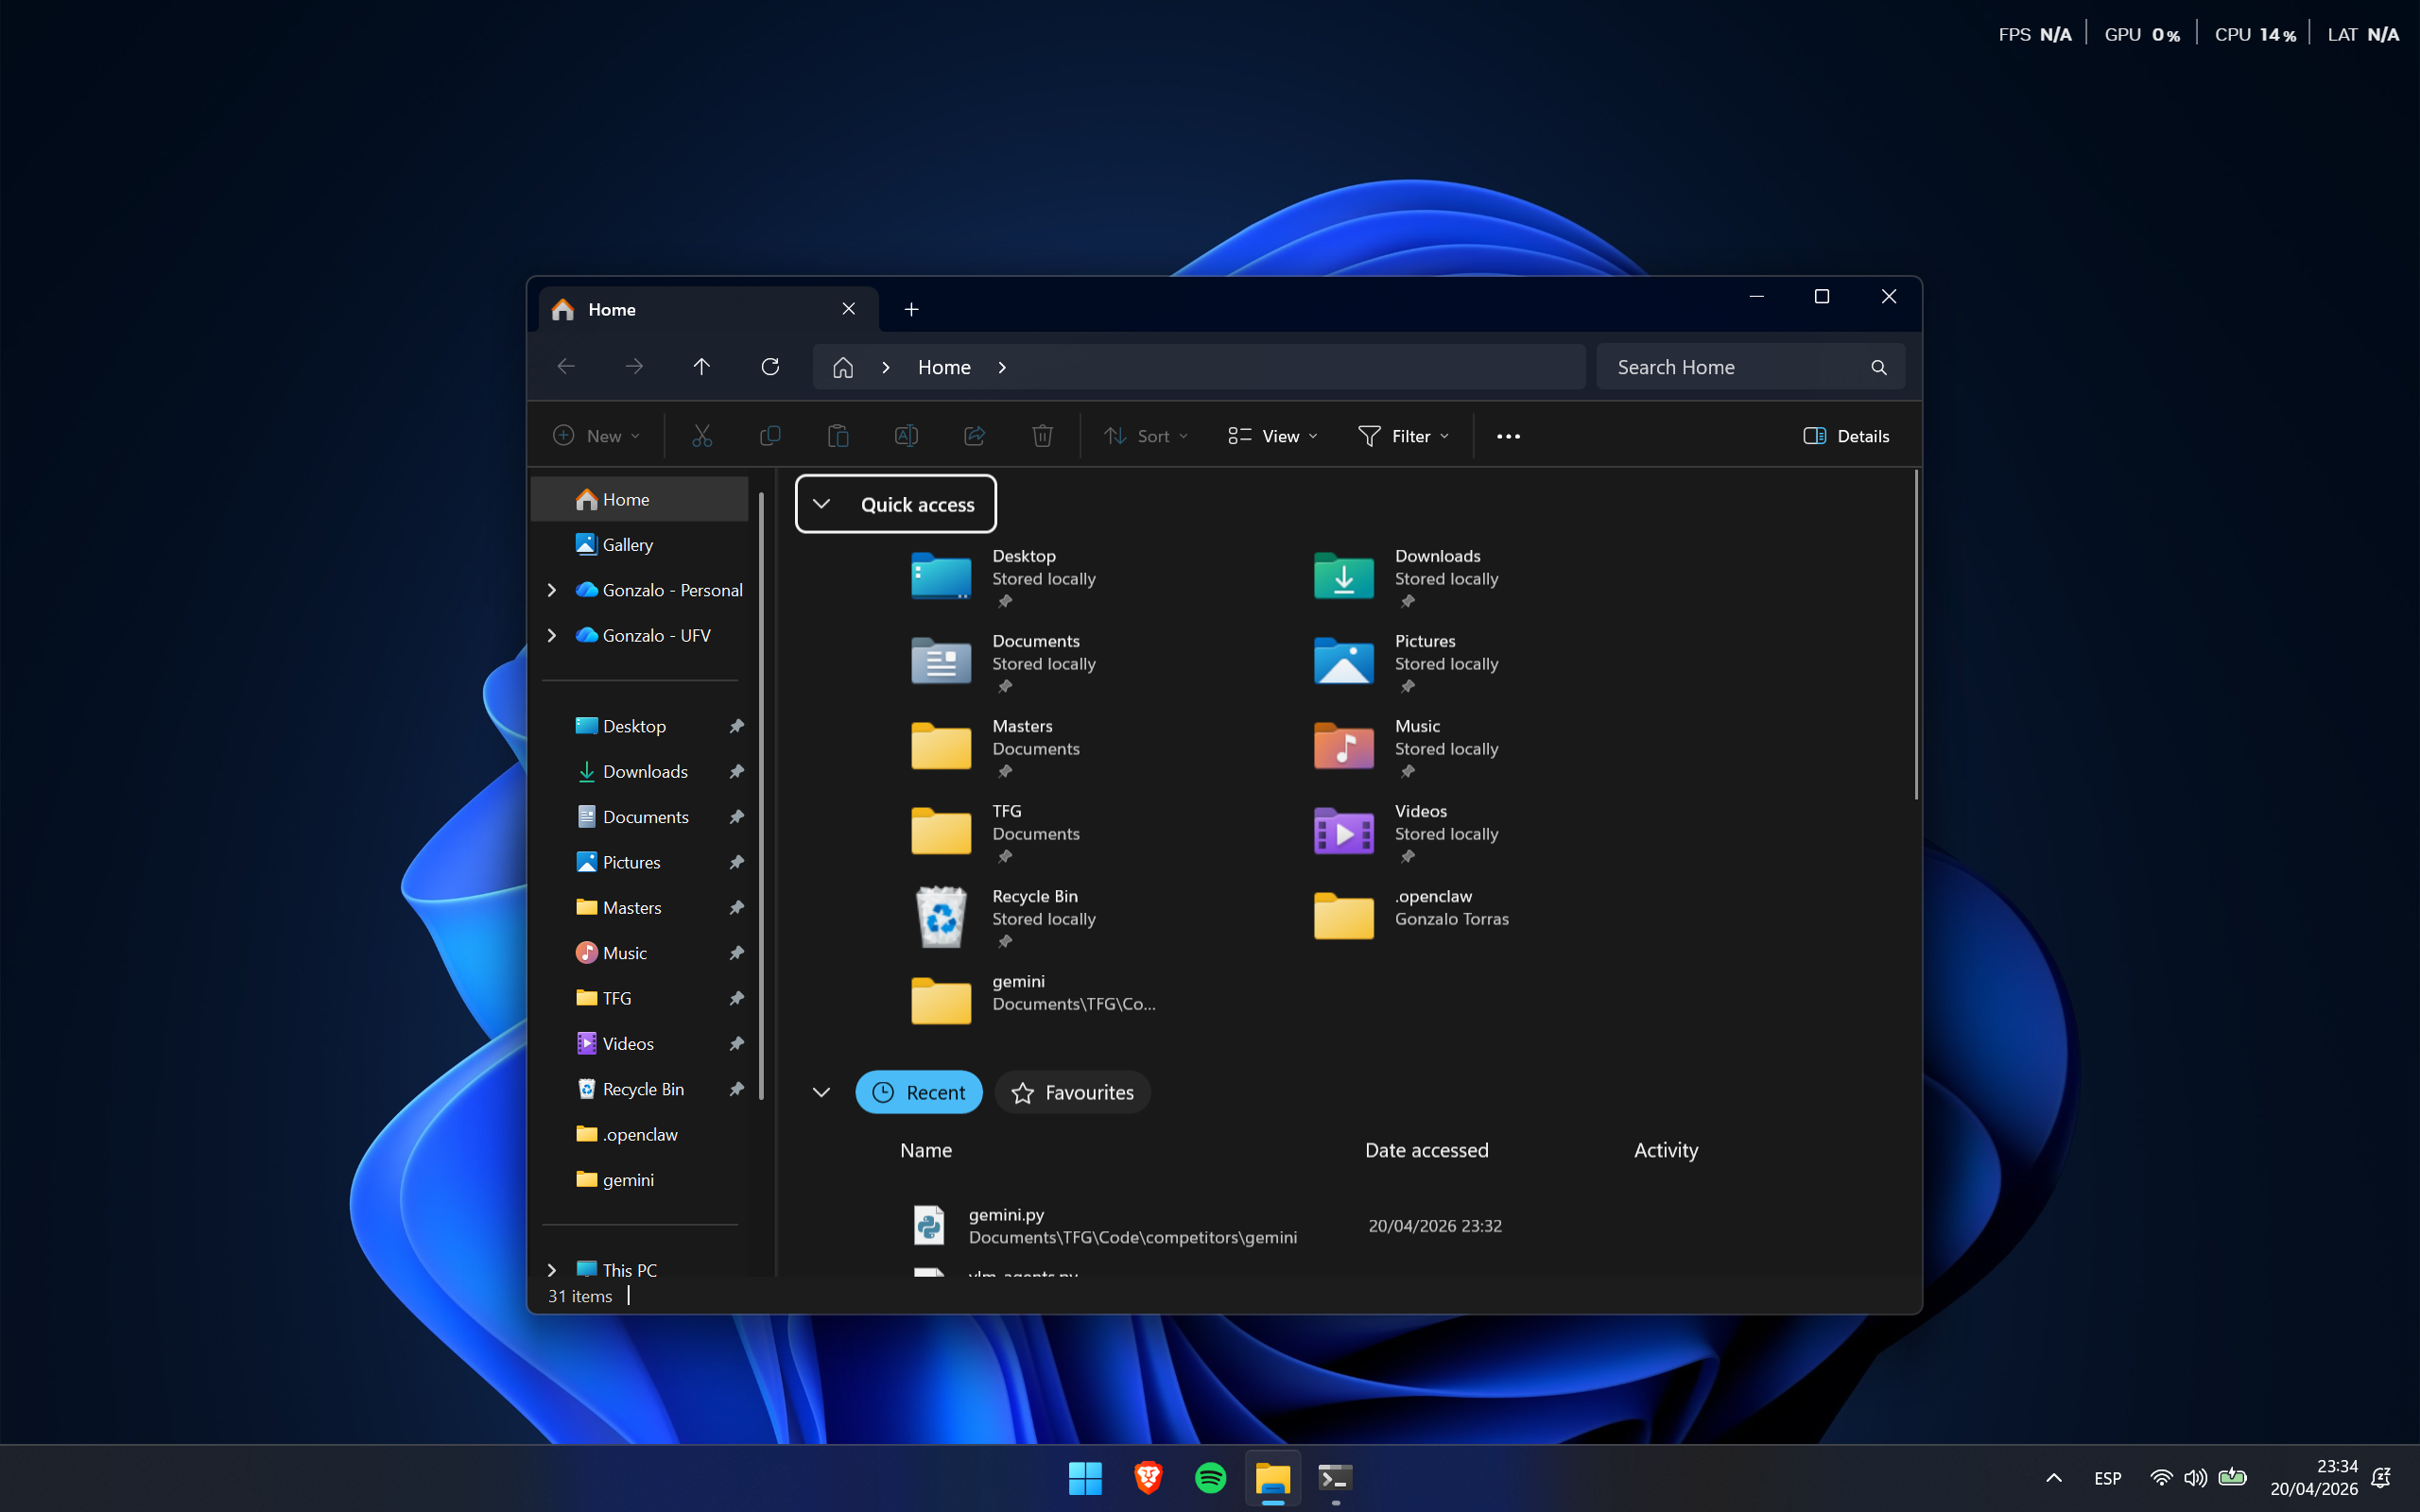 FPS N/A GPU 0% CPU 14% LAT N/A
Home
Home
Search Home
New
Sort
View
Filter
Details
Home
Gallery
Gonzalo - Personal
Gonzalo - UFV
Desktop
Downloads
Documents
Pictures
Masters
Music
TFG
Videos
Recycle Bin
.openclaw
gemini
This PC
Quick access
Desktop
Stored locally
Downloads
Stored locally
Documents
Stored locally
Pictures
Stored locally
Masters
Documents
Music
Stored locally
TFG
Documents
Videos
Stored locally
Recycle Bin
Stored locally
.openclaw
Gonzalo Torras
gemini
Documents\TFG\Co...
Recent
Favourites
Name Date accessed Activity
gemini.py
Documents\TFG\Code\competitors\gemini
20/04/2026 23:32
31 items
ESP
23:34
20/04/2026